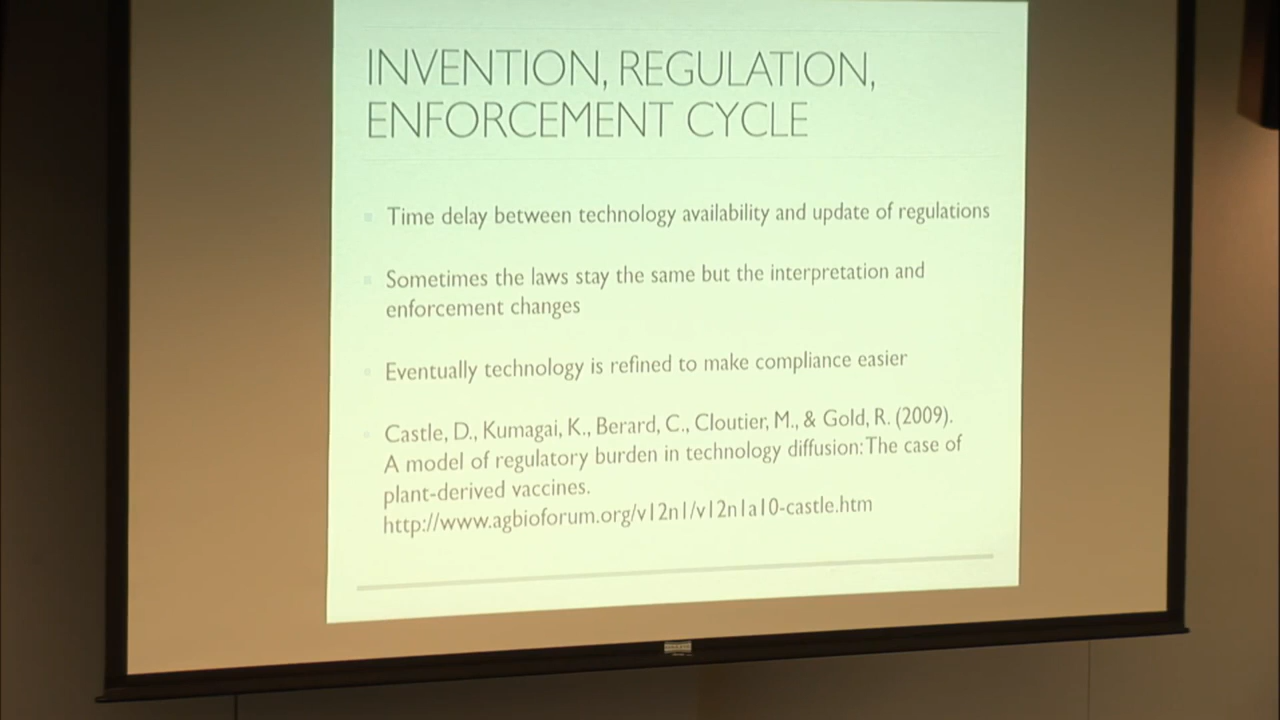 INVENTION, REGULATION,
ENFORCEMENT CYCLE
Time delay between technology availability and update of regulations
Sometimes the laws stay the same but the interpretation and
enforcement changes
Eventually technology is refined to make compliance easier
Castle, D., Kumagai, K., Berard, C., Cloutier, M., & Gold, R. (2009).
A model of regulatory burden in technology diffusion: The case of
plant-derived vaccines.
http://www.agbioforum.org/v12n1/v12n1a10-castle.htm